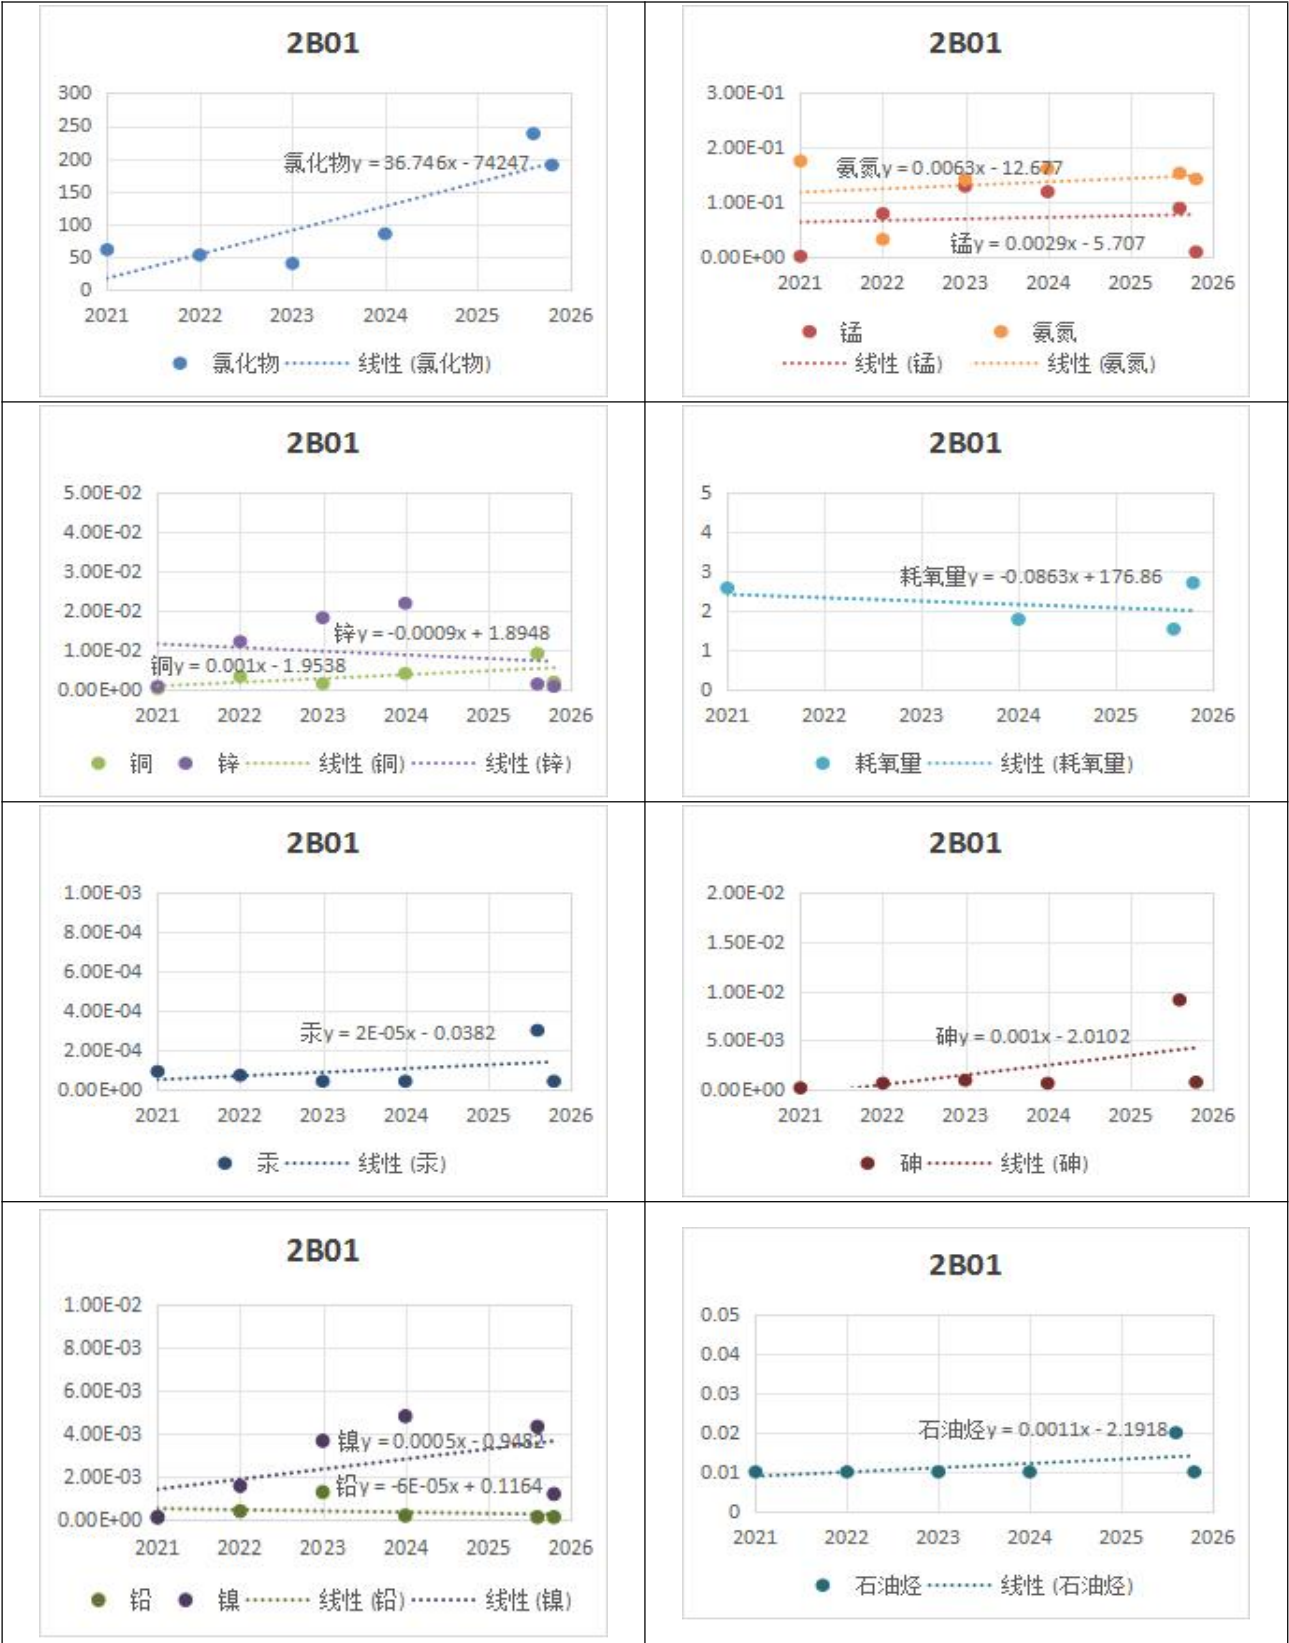 2B01
300
250
200
150
100
50
0
氯化物y = 36.746x - 74247
2021 2022 2023 2024 2025 2026
氯化物 线性 (氯化物)
2B01
3.00E-01
2.00E-01
1.00E-01
0.00E+00
氨氮y = 0.0063x - 12.677
锰y = 0.0029x - 5.707
2021 2022 2023 2024 2025 2026
锰 氨氮
线性 (锰) 线性 (氨氮)
2B01
5.00E-02
4.00E-02
3.00E-02
2.00E-02
1.00E-02
0.00E+00
锌y = -0.0009x + 1.8948
铜y = 0.001x - 1.9538
2021 2022 2023 2024 2025 2026
铜 锌 线性 (铜) 线性 (锌)
2B01
5
4
3
2
1
0
耗氧量y = -0.0863x + 176.86
2021 2022 2023 2024 2025 2026
耗氧量 线性 (耗氧量)
2B01
1.00E-03
8.00E-04
6.00E-04
4.00E-04
2.00E-04
0.00E+00
汞y = 2E-05x - 0.0382
2021 2022 2023 2024 2025 2026
汞 线性 (汞)
2B01
2.00E-02
1.50E-02
1.00E-02
5.00E-03
0.00E+00
砷y = 0.001x - 2.0102
2021 2022 2023 2024 2025 2026
砷 线性 (砷)
2B01
1.00E-02
8.00E-03
6.00E-03
4.00E-03
2.00E-03
0.00E+00
镍y = 0.0005x - 0.9482
铅y = -6E-05x + 0.1164
2021 2022 2023 2024 2025 2026
铅 镍 线性 (铅) 线性 (镍)
2B01
0.05
0.04
0.03
0.02
0.01
0
石油烃y = 0.0011x - 2.1918
2021 2022 2023 2024 2025 2026
石油烃 线性 (石油烃)